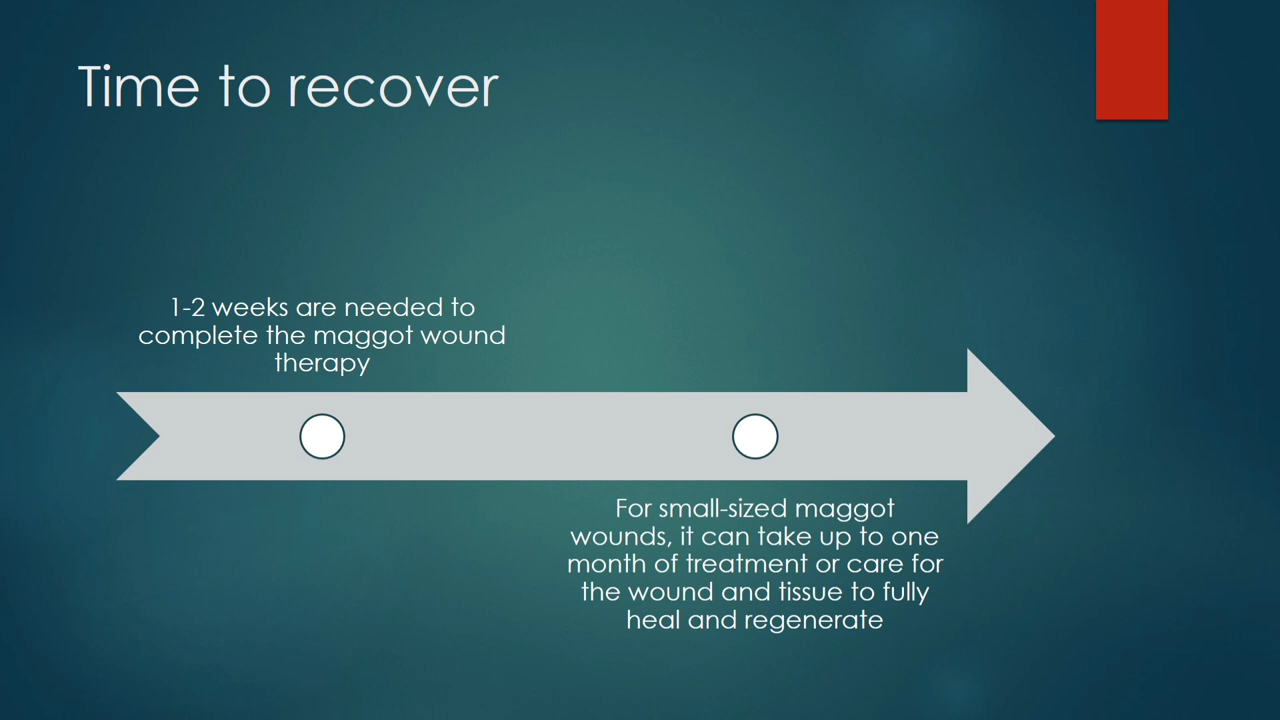 Time to recover
1-2 weeks are needed to
complete the maggot wound
therapy
For small-sized maggot
wounds, it can take up to one
month of treatment or care for
the wound and tissue to fully
heal and regenerate